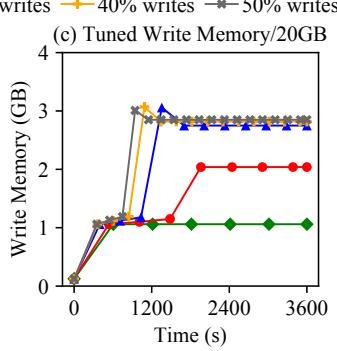 writes 40% writes 50% writes
(c) Tuned Write Memory/20GB
Write Memory (GB)
4
3
2
1
0
0 1200 2400 3600
Time (s)